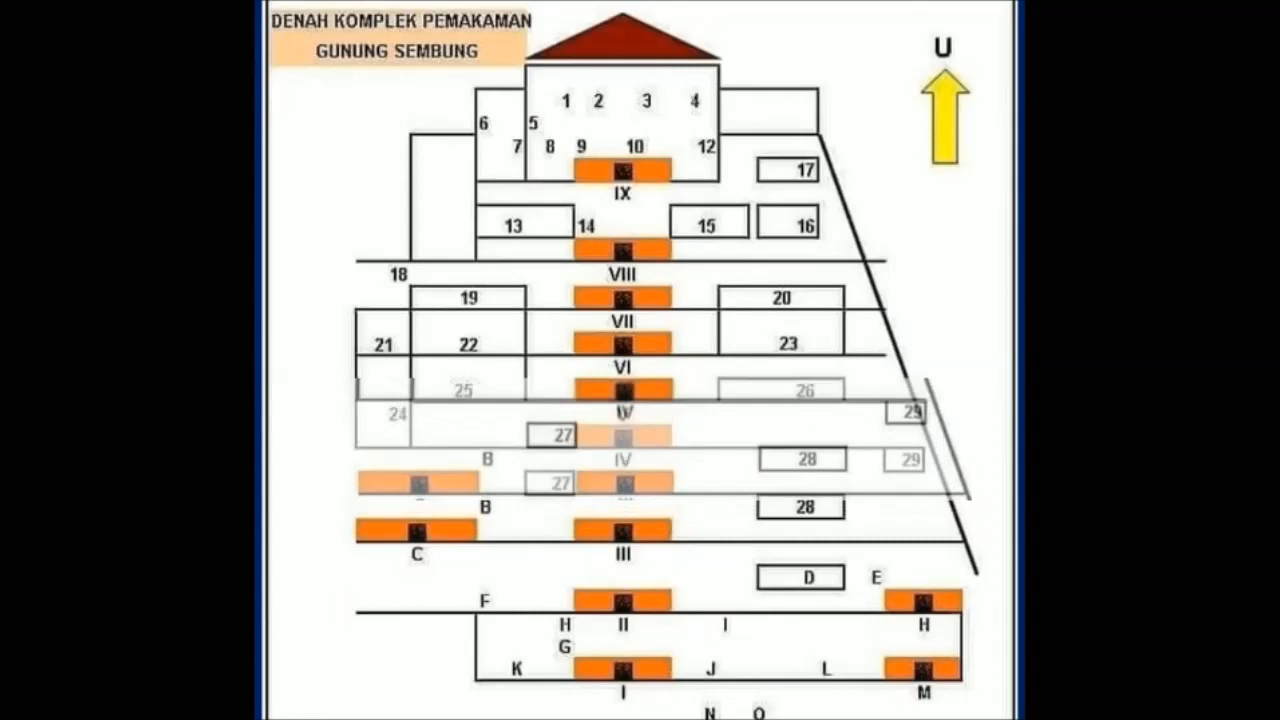 DENAH KOMPLEK PEMAKAMAN
GUNUNG SEMBUNG
U
1 2 3 4
6 5
7 8 9 10 12
17
IX
13 14 15 16
18 VIII
19 20
VII
21 22 23
VI
25 26
24 29
27
B IV 28 29
27
B 28
C III
D E
F
H II I H
G
K J L
I M
N O